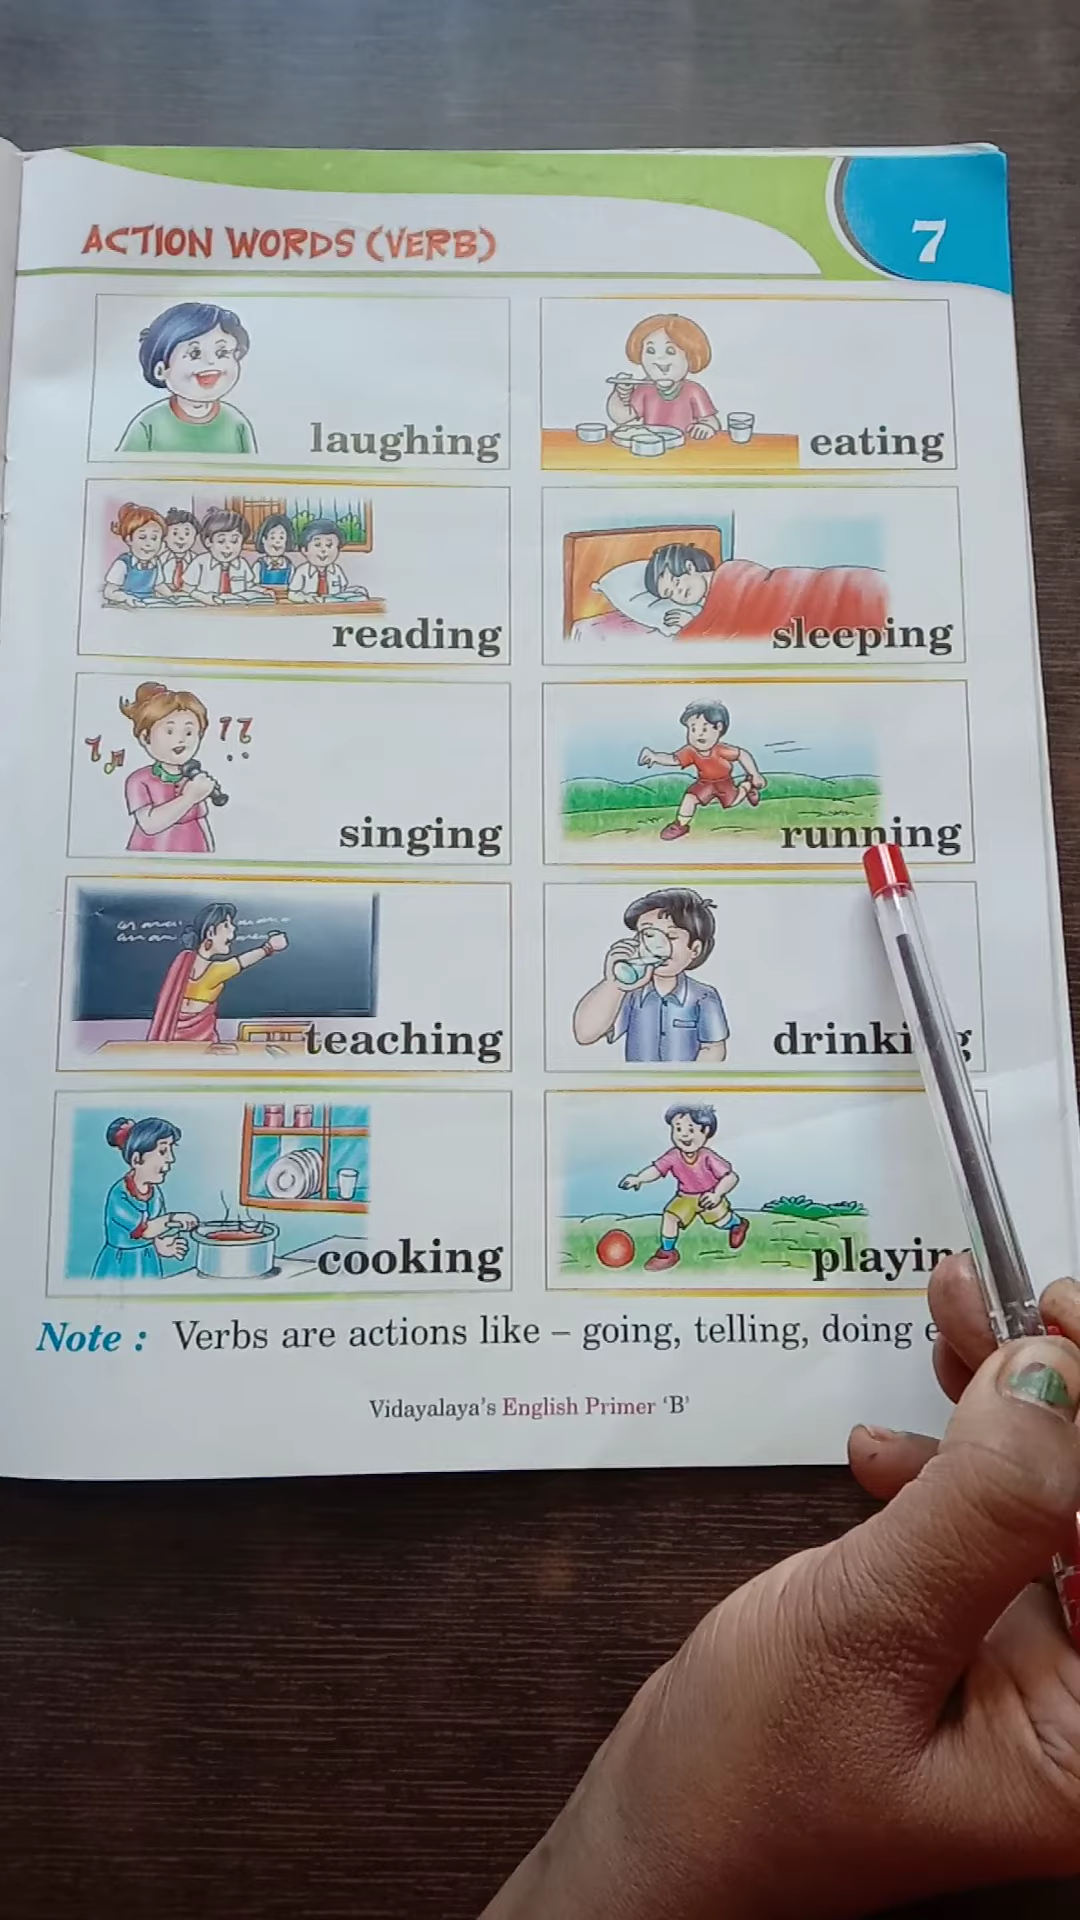 7
ACTION WORDS (VERB)
laughing
eating
reading
sleeping
singing
running
teaching
cooking
Note : Verbs are actions like – going, telling, doing
Vidayalaya's English Primer 'B'